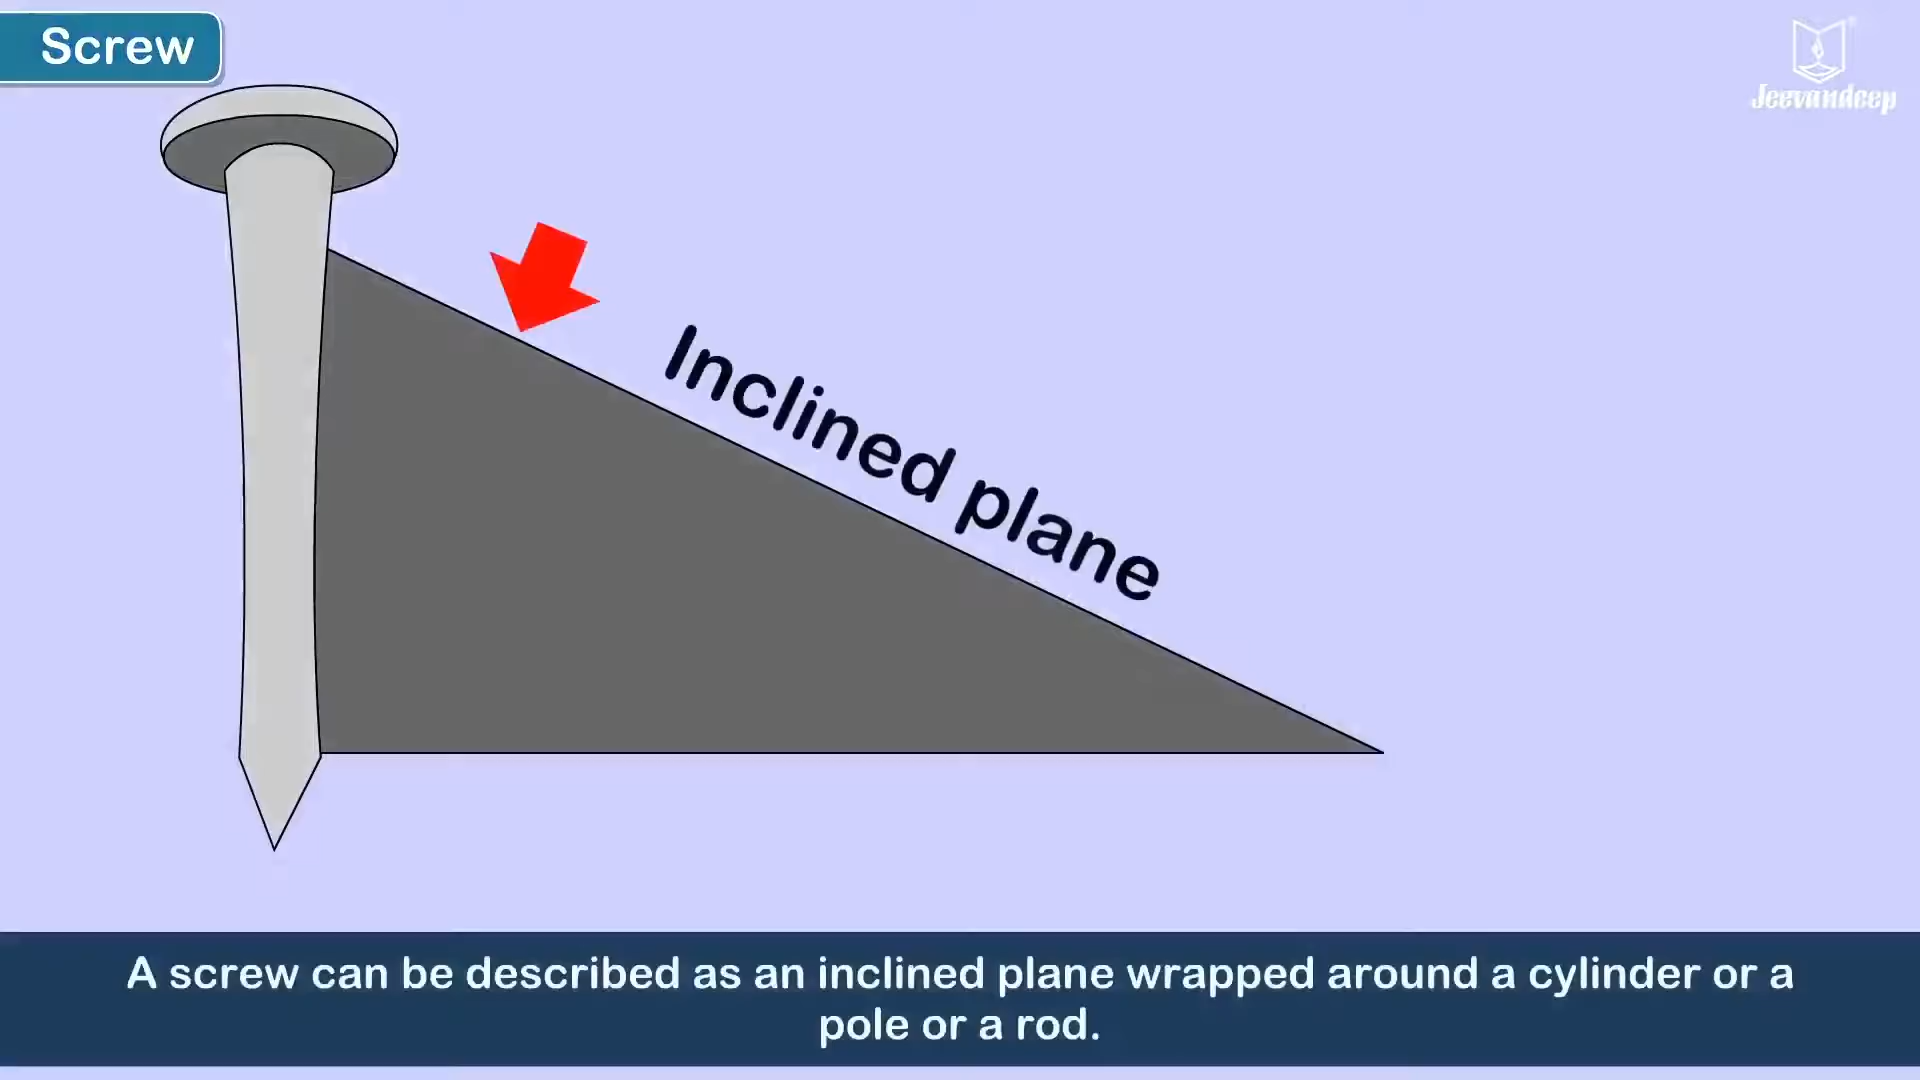 Screw
Jeevandeep
Inclined plane
A screw can be described as an inclined plane wrapped around a cylinder or a
pole or a rod.